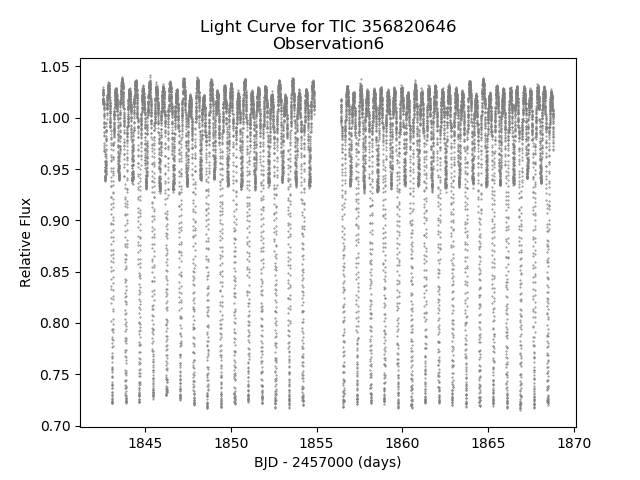 Light Curve for TIC 356820646
Observation6
1.05
1.00
0.95
0.90
0.85
0.80
0.75
0.70
Relative Flux
1845 1850 1855 1860 1865 1870
BJD - 2457000 (days)